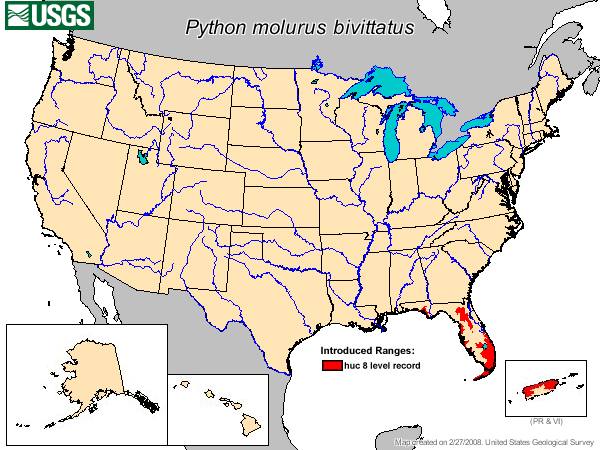 USGS
Python molurus bivittatus
Introduced Ranges:
huc 8 level record
(PR & VI)
Map created on 2/27/2008. United States Geological Survey